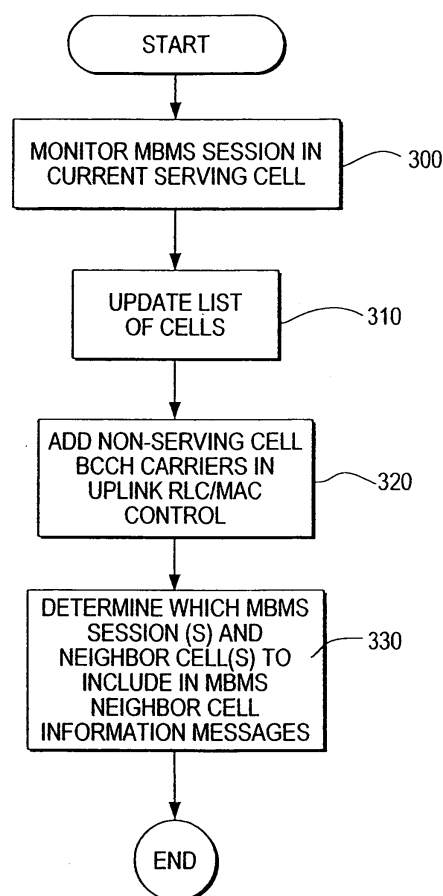 START
MONITOR MBMS SESSION IN
CURRENT SERVING CELL
300
UPDATE LIST
OF CELLS
310
ADD NON-SERVING CELL
BCCH CARRIERS IN
UPLINK RLC/MAC
CONTROL
320
DETERMINE WHICH MBMS
SESSION (S) AND
NEIGHBOR CELL(S) TO
INCLUDE IN MBMS
NEIGHBOR CELL
INFORMATION MESSAGES
330
END